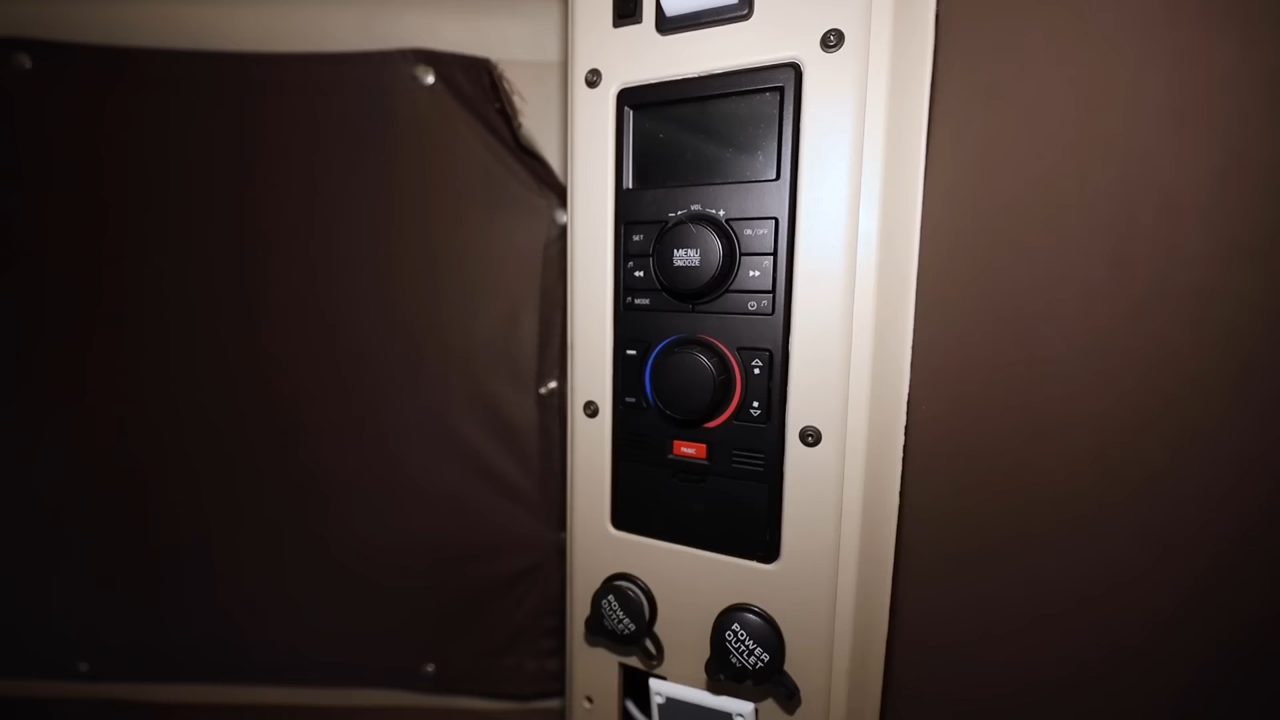 − VOL +
SET
ON/OFF
MENU
SNOOZE
MODE
PANIC
POWER
OUTLET
POWER
OUTLET
12V